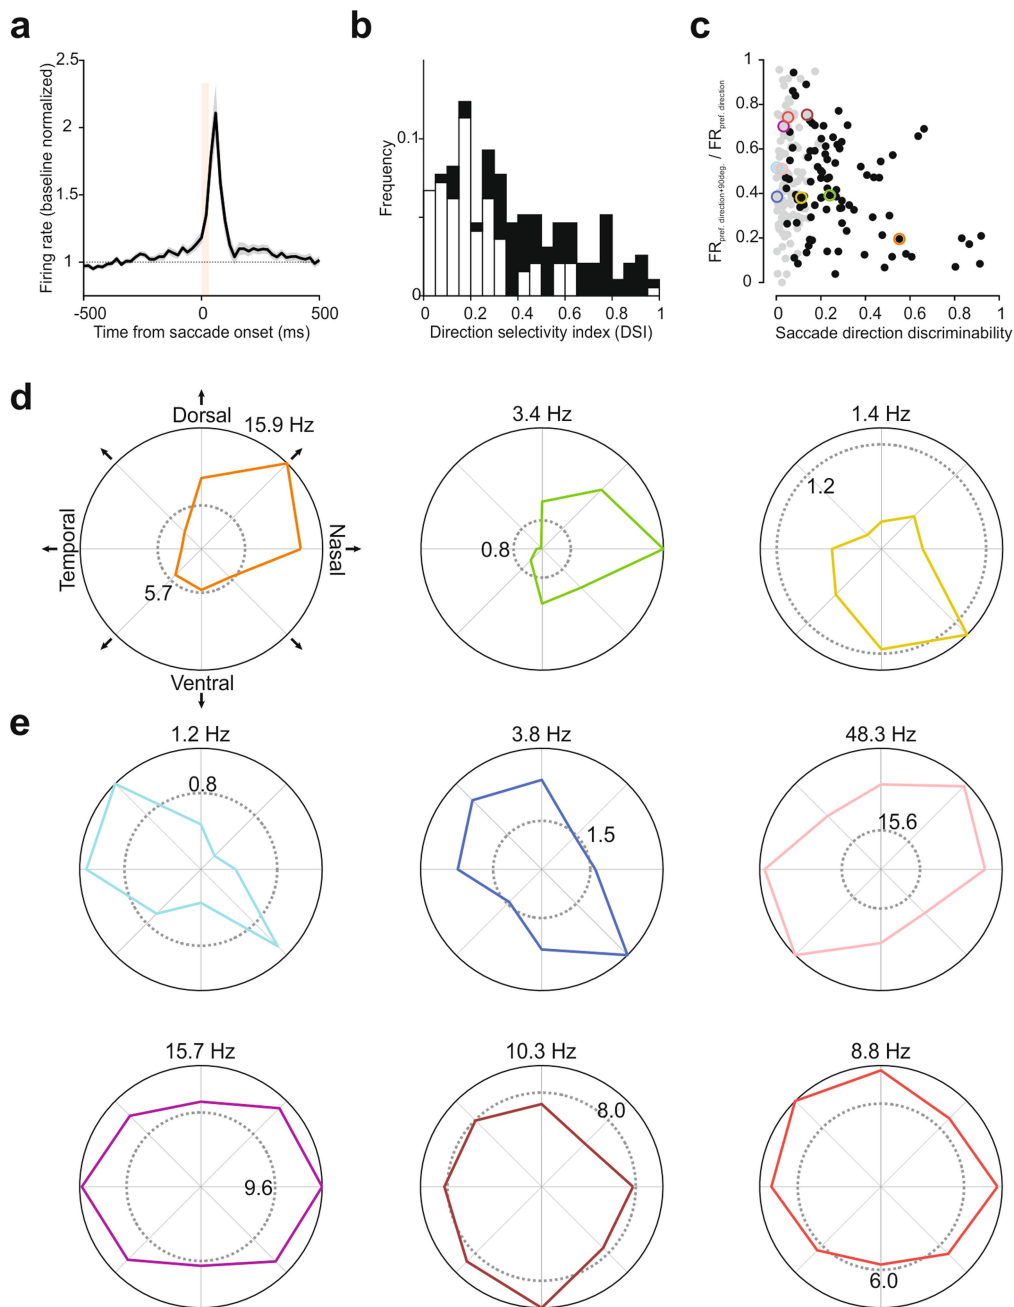 a
Firing rate (baseline normalized)
2.5
2
1.5
1
-500
0
500
Time from saccade onset (ms)
b
Frequency
0.1
0
0
0.2
0.4
0.6
0.8
1
Direction selectivity index (DSI)
c
FRpref. direction+90deg. / FRpref. direction
1
0.8
0.6
0.4
0.2
0
0
0.2
0.4
0.6
0.8
1
Saccade direction discriminability
d
Dorsal
15.9 Hz
Temporal
Nasal
5.7
Ventral
3.4 Hz
0.8
1.4 Hz
1.2
e
1.2 Hz
0.8
3.8 Hz
1.5
48.3 Hz
15.6
15.7 Hz
9.6
10.3 Hz
8.0
8.8 Hz
6.0